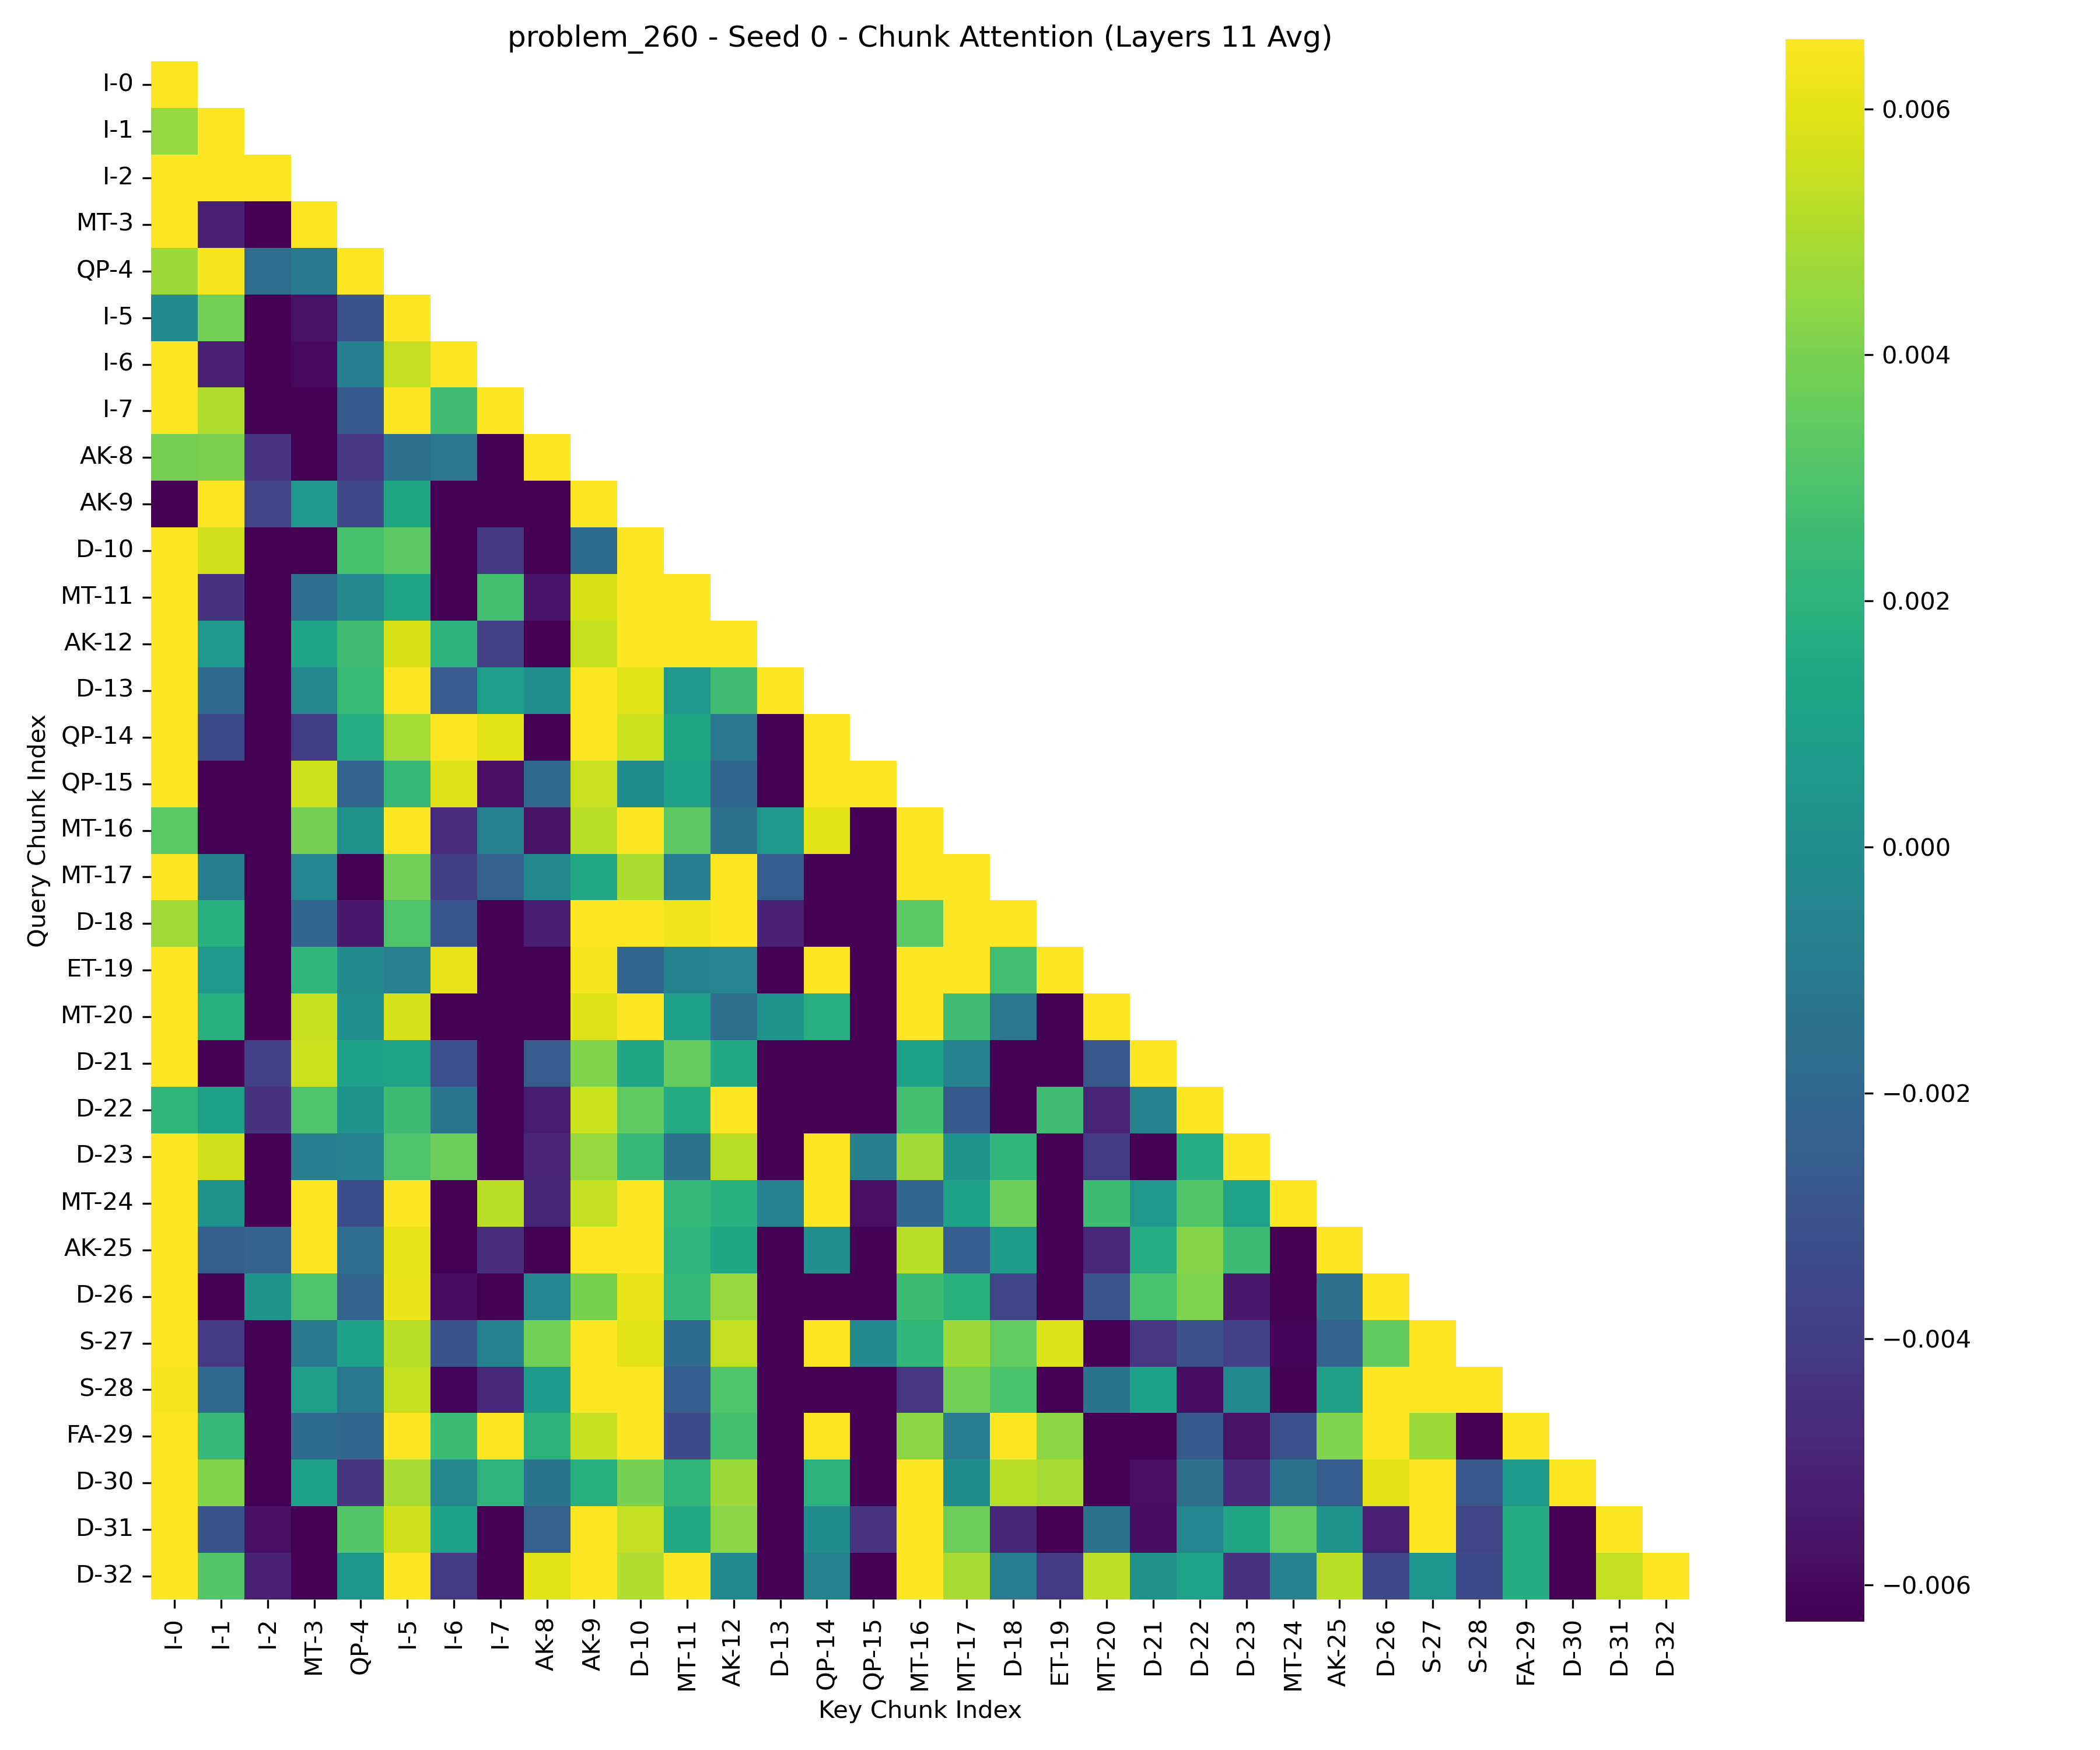 problem_260 - Seed 0 - Chunk Attention (Layers 11 Avg)
I-0
I-1
I-2
MT-3
QP-4
I-5
I-6
I-7
AK-8
AK-9
D-10
MT-11
AK-12
D-13
QP-14
QP-15
MT-16
MT-17
D-18
ET-19
MT-20
D-21
D-22
D-23
MT-24
AK-25
D-26
S-27
S-28
FA-29
D-30
D-31
D-32
Query Chunk Index
I-0 I-1 I-2 MT-3 QP-4 I-5 I-6 I-7 AK-8 AK-9 D-10 MT-11 AK-12 D-13 QP-14 QP-15 MT-16 MT-17 D-18 ET-19 MT-20 D-21 D-22 D-23 MT-24 AK-25 D-26 S-27 S-28 FA-29 D-30 D-31 D-32
Key Chunk Index
0.006
0.004
0.002
0.000
−0.002
−0.004
−0.006